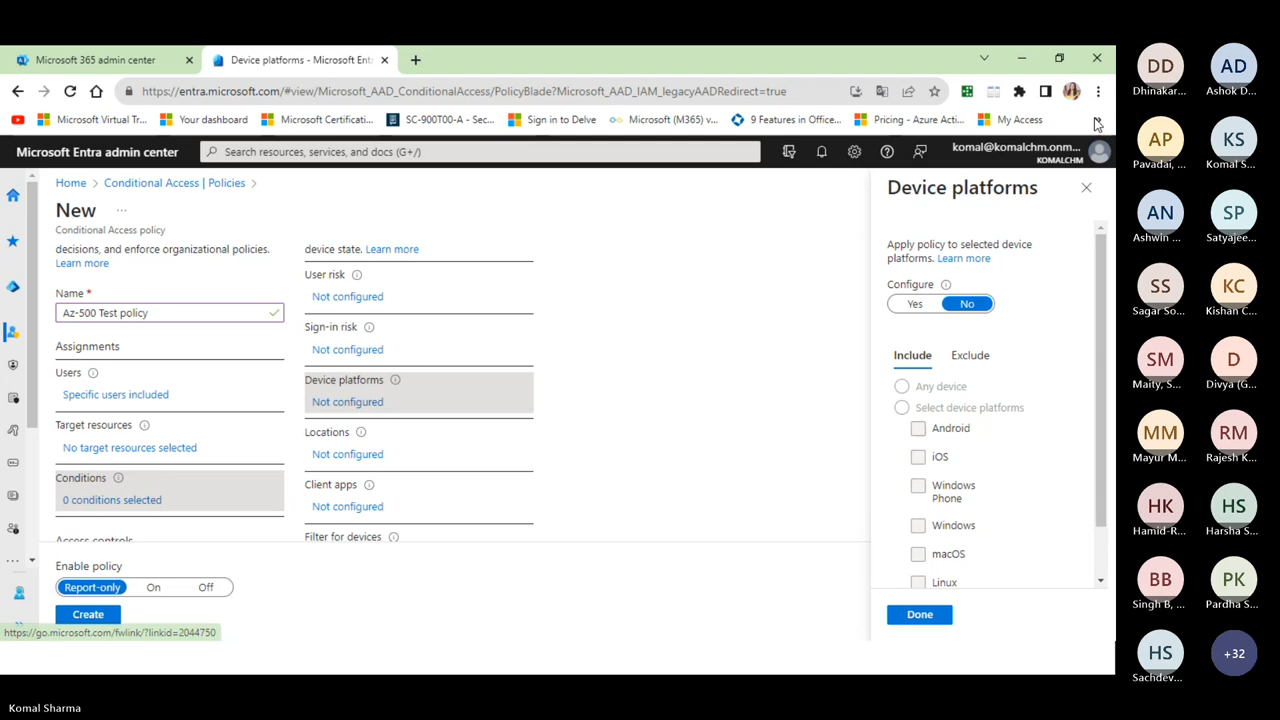 Microsoft 365 admin center
Device platforms - Microsoft Ent
https://entra.microsoft.com/#view/Microsoft_AAD_ConditionalAccess/PolicyBlade?Microsoft_AAD_IAM_legacyAADRedirect=true
Microsoft Virtual Tr...
Your dashboard
Microsoft Certificati...
SC-900T00-A - Sec...
Sign in to Delve
Microsoft (M365) v...
9 Features in Office...
Pricing - Azure Acti...
My Access
Microsoft Entra admin center
Search resources, services, and docs (G+/)
komal@komalchm.onm...
KOMALCHM
Home > Conditional Access | Policies >
New ...
Conditional Access policy
decisions, and enforce organizational policies.
Learn more
Name *
Az-500 Test policy
Assignments
Users
Specific users included
Target resources
No target resources selected
Conditions
0 conditions selected
Access controls
Enable policy
Report-only On Off
Create
https://go.microsoft.com/fwlink/?linkid=2044750
device state. Learn more
User risk
Not configured
Sign-in risk
Not configured
Device platforms
Not configured
Locations
Not configured
Client apps
Not configured
Filter for devices
Device platforms
Apply policy to selected device
platforms. Learn more
Configure
Yes No
Include Exclude
Any device
Select device platforms
Android
iOS
Windows
Phone
Windows
macOS
Linux
Done
DD AD
Dhinakar... Ashok D...
AP KS
Pavadai, ... Komal S...
AN SP
Ashwin ... Satyajee...
SS KC
Sagar So... Kishan C...
SM D
Maity, S... Divya (G...
MM RM
Mayur M... Rajesh K...
HK HS
Hamid-R... Harsha S...
BB PK
Singh B, ... Pardha S...
HS +32
Sachdev...
Komal Sharma